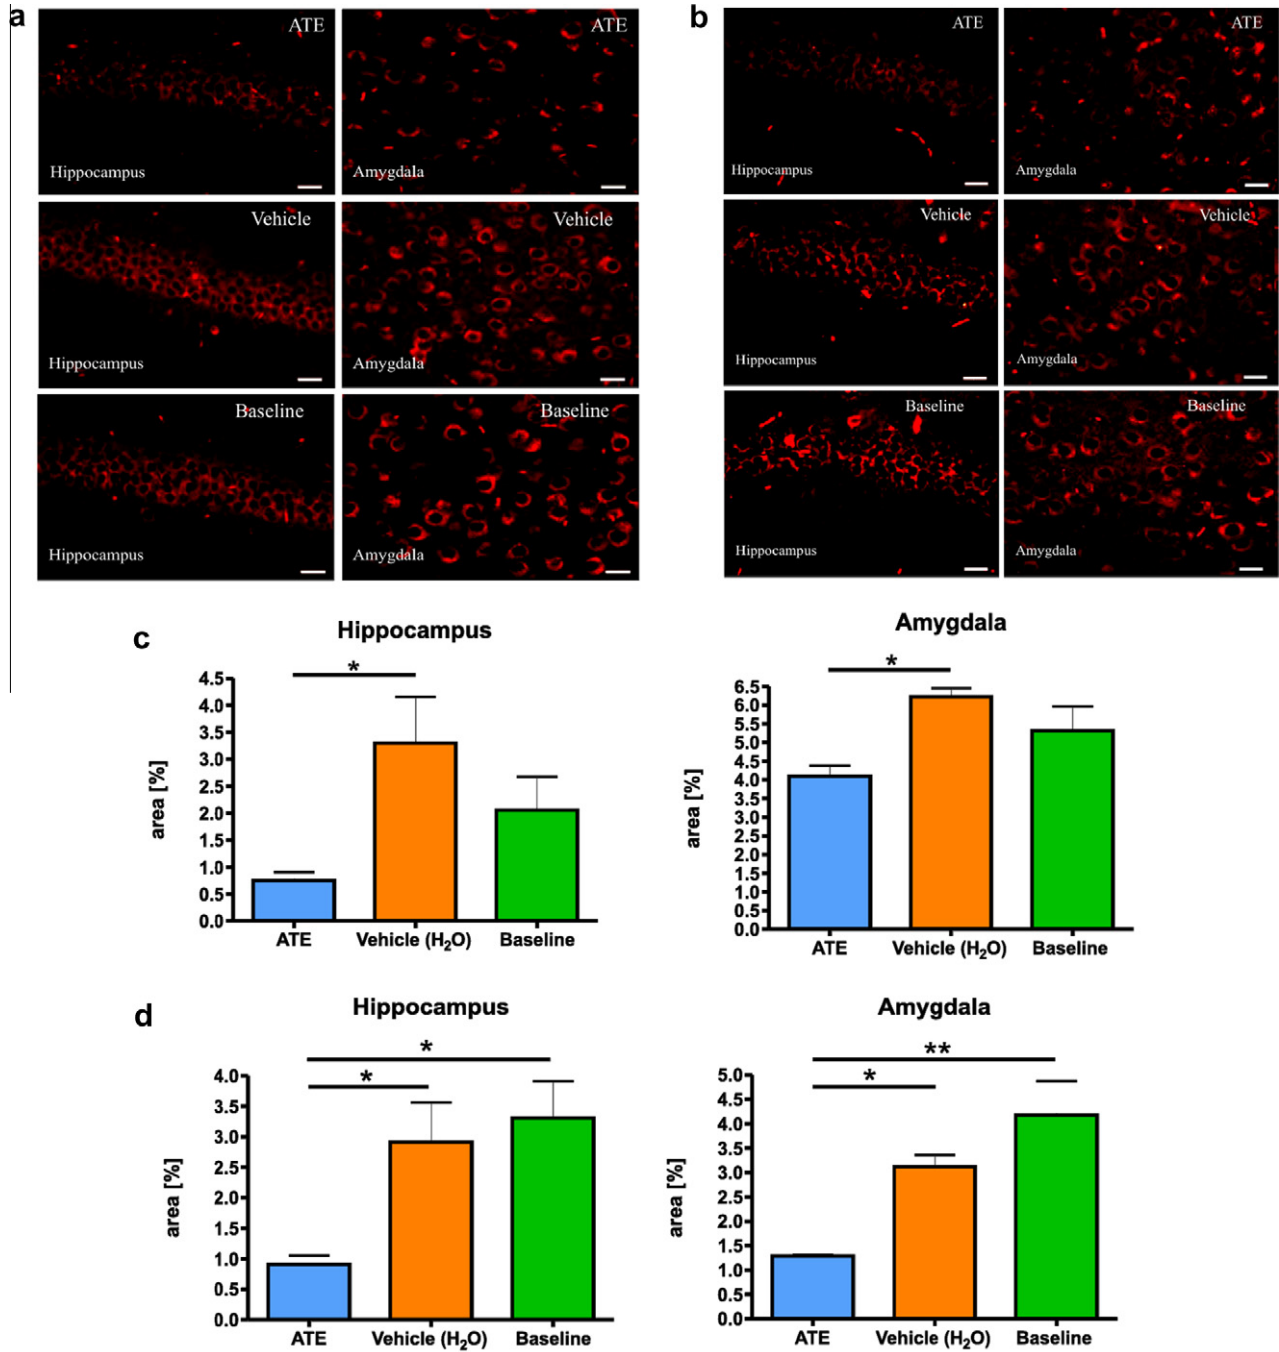 a
b
ATE
ATE
ATE
ATE
Hippocampus
Amygdala
Hippocampus
Amygdala
Vehicle
Vehicle
Vehicle
Vehicle
Hippocampus
Amygdala
Hippocampus
Amygdala
Baseline
Baseline
Baseline
Baseline
Hippocampus
Amygdala
Hippocampus
Amygdala
c
Hippocampus
*
area [%]
4.5
4.0
3.5
3.0
2.5
2.0
1.5
1.0
0.5
0.0
ATE Vehicle (H₂O) Baseline
Amygdala
*
area [%]
6.5
6.0
5.5
5.0
4.5
4.0
3.5
3.0
2.5
2.0
1.5
1.0
0.5
0.0
ATE Vehicle (H₂O) Baseline
d
Hippocampus
*
*
area [%]
4.0
3.5
3.0
2.5
2.0
1.5
1.0
0.5
0.0
ATE Vehicle (H₂O) Baseline
Amygdala
**
*
area [%]
5.0
4.5
4.0
3.5
3.0
2.5
2.0
1.5
1.0
0.5
0.0
ATE Vehicle (H₂O) Baseline